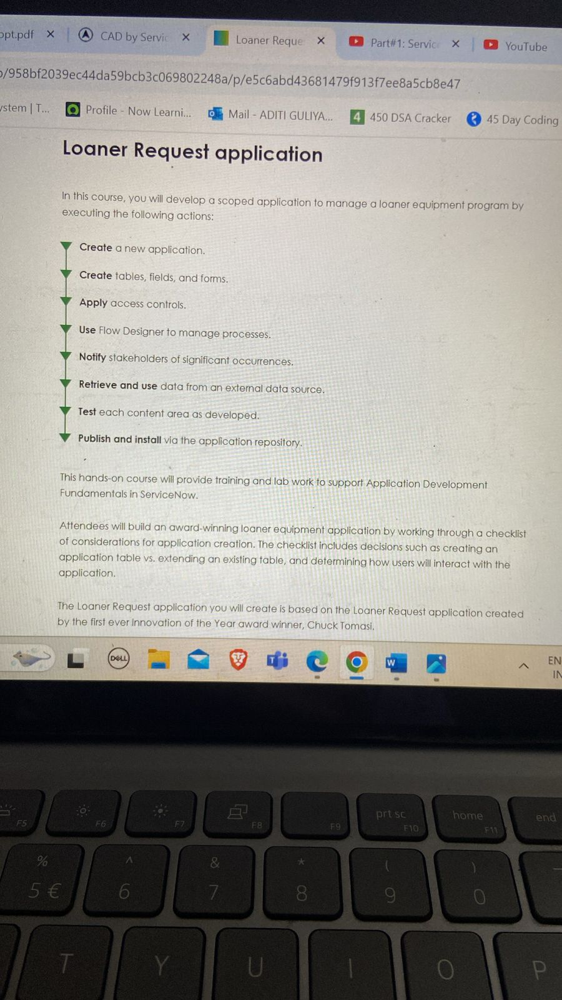 opt.pdf
CAD by Servic
Loaner Reque
Part#1: Service
YouTube
/958bf2039ec44da59bcb3c069802248a/p/e5c6abd43681479f913f7ee8a5cb8e47
ystem | T...
Profile - Now Learni...
Mail - ADITI GULIYA...
4
450 DSA Cracker
45 Day Coding
Loaner Request application
In this course, you will develop a scoped application to manage a loaner equipment program by
executing the following actions:
Create a new application.
Create tables, fields, and forms.
Apply access controls.
Use Flow Designer to manage processes.
Notify stakeholders of significant occurrences.
Retrieve and use data from an external data source.
Test each content area as developed.
Publish and install via the application repository.
This hands-on course will provide training and lab work to support Application Development
Fundamentals in ServiceNow.
Attendees will build an award-winning loaner equipment application by working through a checklist
of considerations for application creation. The checklist includes decisions such as creating an
application table vs. extending an existing table, and determining how users will interact with the
application.
The Loaner Request application you will create is based on the Loaner Request application created
by the first ever Innovation of the Year award winner, Chuck Tomasi.
DELL
T
W
EN
IN
F5
F6
F7
F8
F9
prt sc
F10
home
F11
end
%
5 €
^
6
&
7
*
8
(
9
)
0
T
Y
U
I
O
P